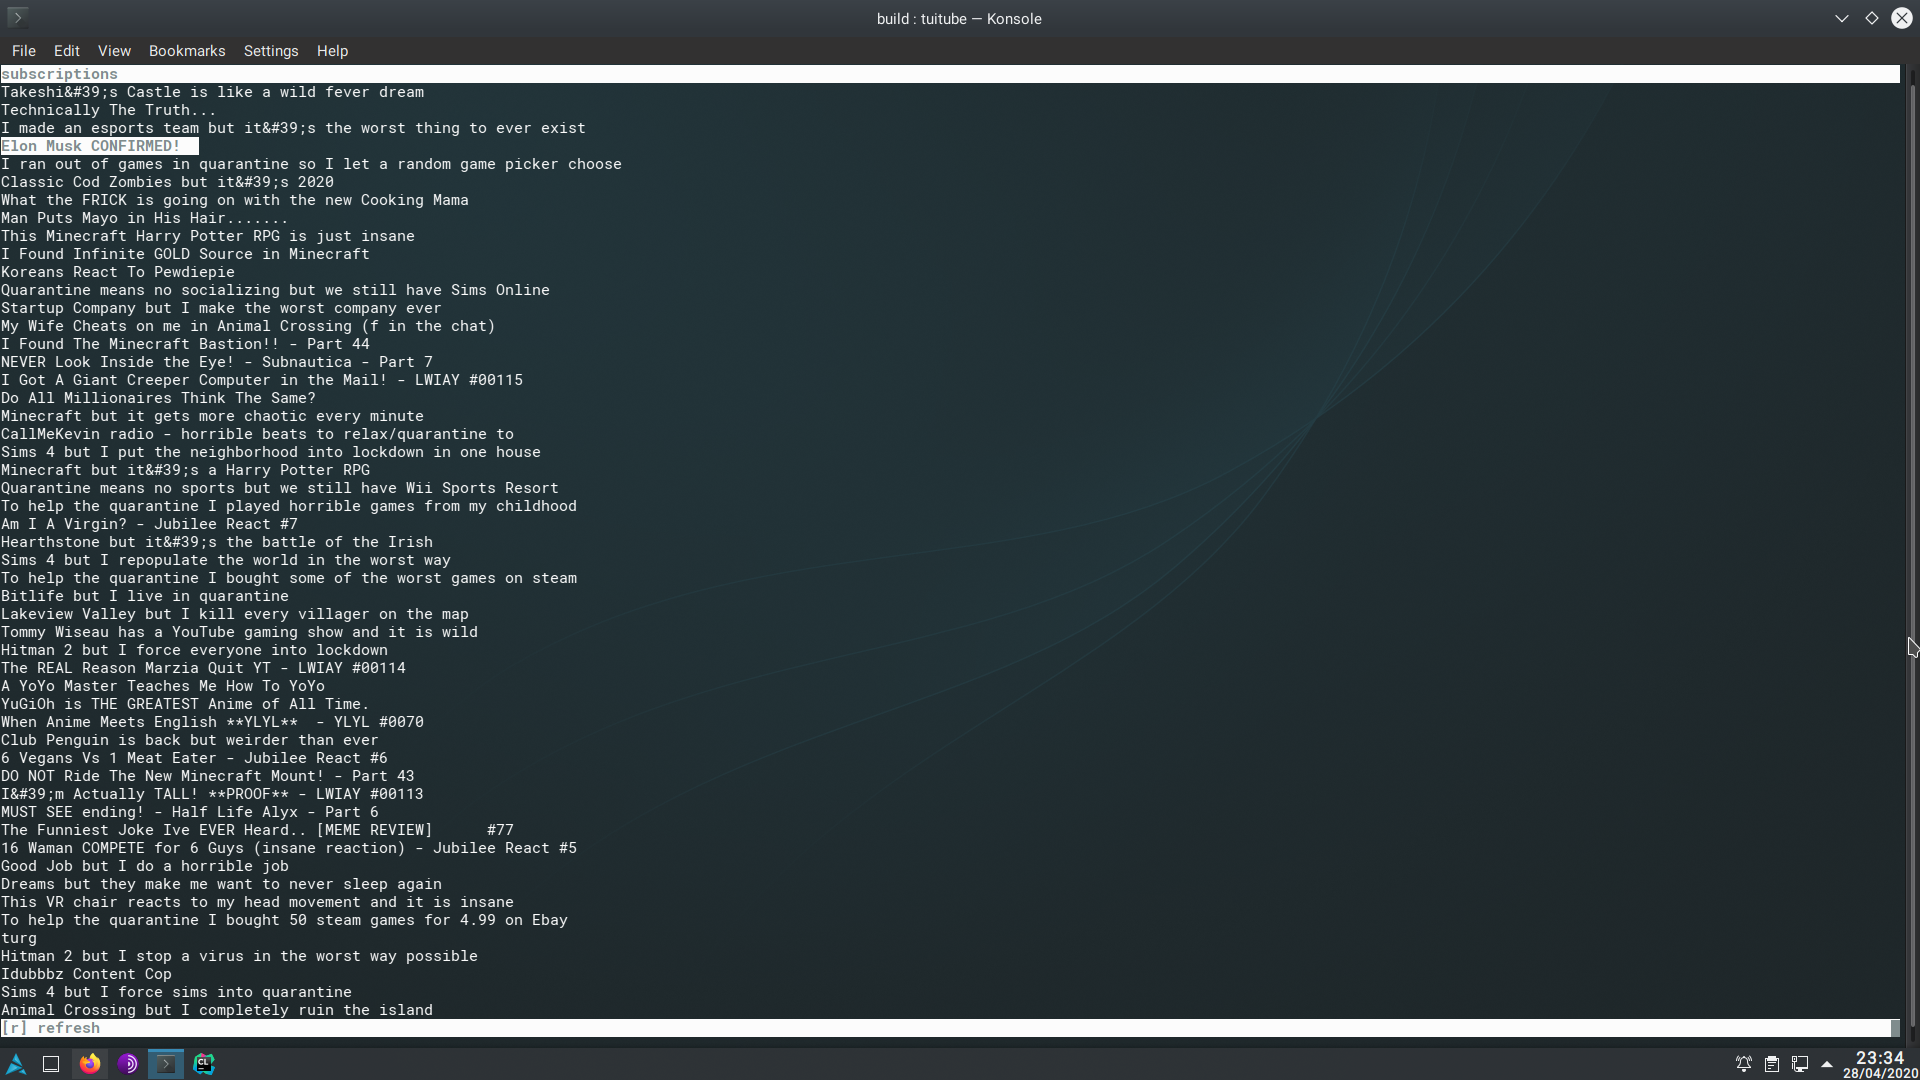 build : tuitube — Konsole
File Edit View Bookmarks Settings Help
subscriptions
Takeshi&#39;s Castle is like a wild fever dream
Technically The Truth...
I made an esports team but it&#39;s the worst thing to ever exist
Elon Musk CONFIRMED!
I ran out of games in quarantine so I let a random game picker choose
Classic Cod Zombies but it&#39;s 2020
What the FRICK is going on with the new Cooking Mama
Man Puts Mayo in His Hair.......
This Minecraft Harry Potter RPG is just insane
I Found Infinite GOLD Source in Minecraft
Koreans React To Pewdiepie
Quarantine means no socializing but we still have Sims Online
Startup Company but I make the worst company ever
My Wife Cheats on me in Animal Crossing (f in the chat)
I Found The Minecraft Bastion!! - Part 44
NEVER Look Inside the Eye! - Subnautica - Part 7
I Got A Giant Creeper Computer in the Mail! - LWIAY #00115
Do All Millionaires Think The Same?
Minecraft but it gets more chaotic every minute
CallMeKevin radio - horrible beats to relax/quarantine to
Sims 4 but I put the neighborhood into lockdown in one house
Minecraft but it&#39;s a Harry Potter RPG
Quarantine means no sports but we still have Wii Sports Resort
To help the quarantine I played horrible games from my childhood
Am I A Virgin? - Jubilee React #7
Hearthstone but it&#39;s the battle of the Irish
Sims 4 but I repopulate the world in the worst way
To help the quarantine I bought some of the worst games on steam
Bitlife but I live in quarantine
Lakeview Valley but I kill every villager on the map
Tommy Wiseau has a YouTube gaming show and it is wild
Hitman 2 but I force everyone into lockdown
The REAL Reason Marzia Quit YT - LWIAY #00114
A YoYo Master Teaches Me How To YoYo
YuGiOh is THE GREATEST Anime of All Time.
When Anime Meets English **YLYL**  - YLYL #0070
Club Penguin is back but weirder than ever
6 Vegans Vs 1 Meat Eater - Jubilee React #6
DO NOT Ride The New Minecraft Mount! - Part 43
I&#39;m Actually TALL! **PROOF** - LWIAY #00113
MUST SEE ending! - Half Life Alyx - Part 6
The Funniest Joke Ive EVER Heard.. [MEME REVIEW]      #77
16 Waman COMPETE for 6 Guys (insane reaction) - Jubilee React #5
Good Job but I do a horrible job
Dreams but they make me want to never sleep again
This VR chair reacts to my head movement and it is insane
To help the quarantine I bought 50 steam games for 4.99 on Ebay
turg
Hitman 2 but I stop a virus in the worst way possible
Idubbbz Content Cop
Sims 4 but I force sims into quarantine
Animal Crossing but I completely ruin the island
[r] refresh
CL
23:34
28/04/2020